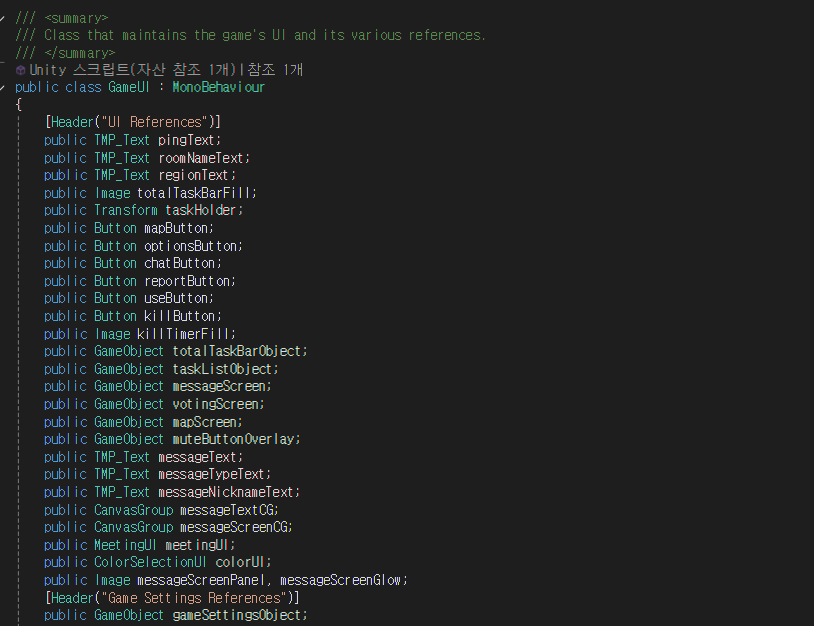 /// <summary>
/// Class that maintains the game's UI and its various references.
/// </summary>
Unity 스크립트(자산 참조 1개)|참조 1개
public class GameUI : MonoBehaviour
{
[Header("UI References")]
public TMP_Text pingText;
public TMP_Text roomNameText;
public TMP_Text regionText;
public Image totalTaskBarFill;
public Transform taskHolder;
public Button mapButton;
public Button optionsButton;
public Button chatButton;
public Button reportButton;
public Button useButton;
public Button killButton;
public Image killTimerFill;
public GameObject totalTaskBarObject;
public GameObject taskListObject;
public GameObject messageScreen;
public GameObject votingScreen;
public GameObject mapScreen;
public GameObject muteButtonOverlay;
public TMP_Text messageText;
public TMP_Text messageTypeText;
public TMP_Text messageNicknameText;
public CanvasGroup messageTextCG;
public CanvasGroup messageScreenCG;
public MeetingUI meetingUI;
public ColorSelectionUI colorUI;
public Image messageScreenPanel, messageScreenGlow;
[Header("Game Settings References")]
public GameObject gameSettingsObject;